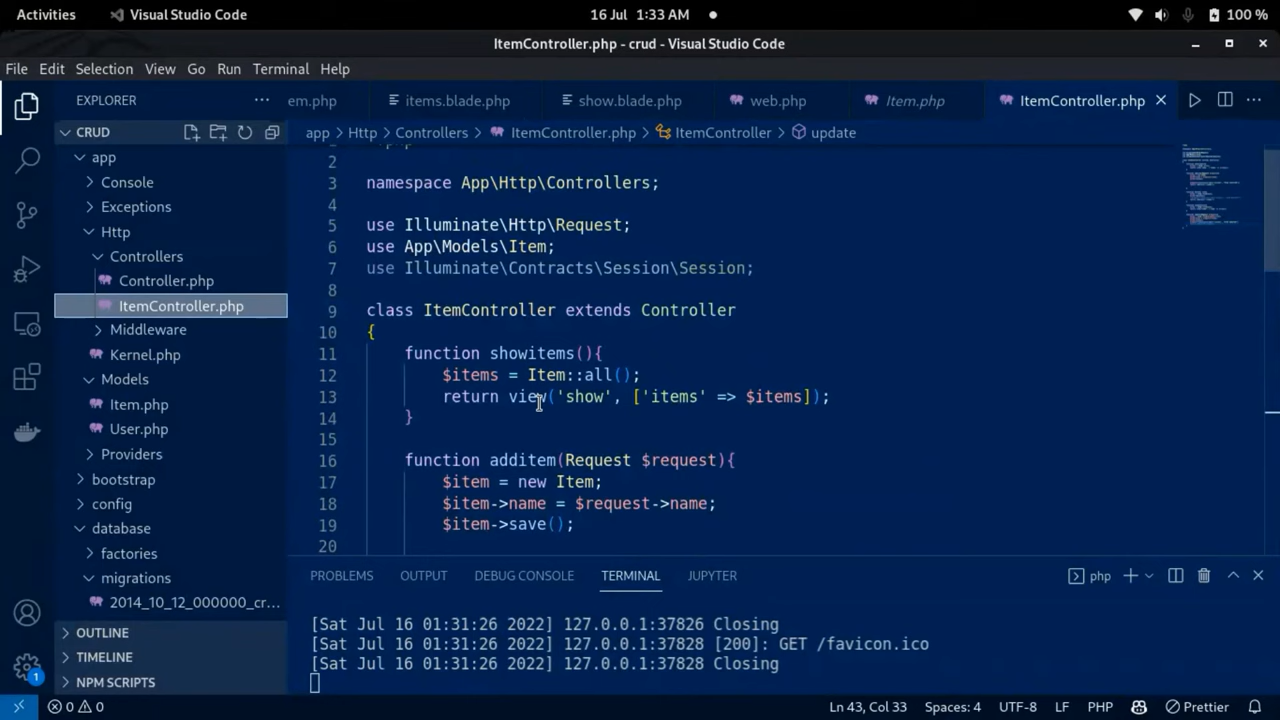 Activities Visual Studio Code 16 Jul 1:33 AM 100 %
ItemController.php - crud - Visual Studio Code
File Edit Selection View Go Run Terminal Help
EXPLORER
em.php items.blade.php show.blade.php web.php Item.php ItemController.php
app > Http > Controllers > ItemController.php > ItemController > update
CRUD
app
Console
Exceptions
Http
Controllers
Controller.php
ItemController.php
Middleware
Kernel.php
Models
Item.php
User.php
Providers
bootstrap
config
database
factories
migrations
2014_10_12_000000_cr...
OUTLINE
TIMELINE
NPM SCRIPTS
1
2
3 namespace App\Http\Controllers;
4
5 use Illuminate\Http\Request;
6 use App\Models\Item;
7 use Illuminate\Contracts\Session\Session;
8
9 class ItemController extends Controller
10 {
11 function showitems(){
12 $items = Item::all();
13 return view('show', ['items' => $items]);
14 }
15
16 function additem(Request $request){
17 $item = new Item;
18 $item->name = $request->name;
19 $item->save();
20
PROBLEMS OUTPUT DEBUG CONSOLE TERMINAL JUPYTER php
[Sat Jul 16 01:31:26 2022] 127.0.0.1:37826 Closing
[Sat Jul 16 01:31:26 2022] 127.0.0.1:37828 [200]: GET /favicon.ico
[Sat Jul 16 01:31:26 2022] 127.0.0.1:37828 Closing
0 0 Ln 43, Col 33 Spaces: 4 UTF-8 LF PHP Prettier